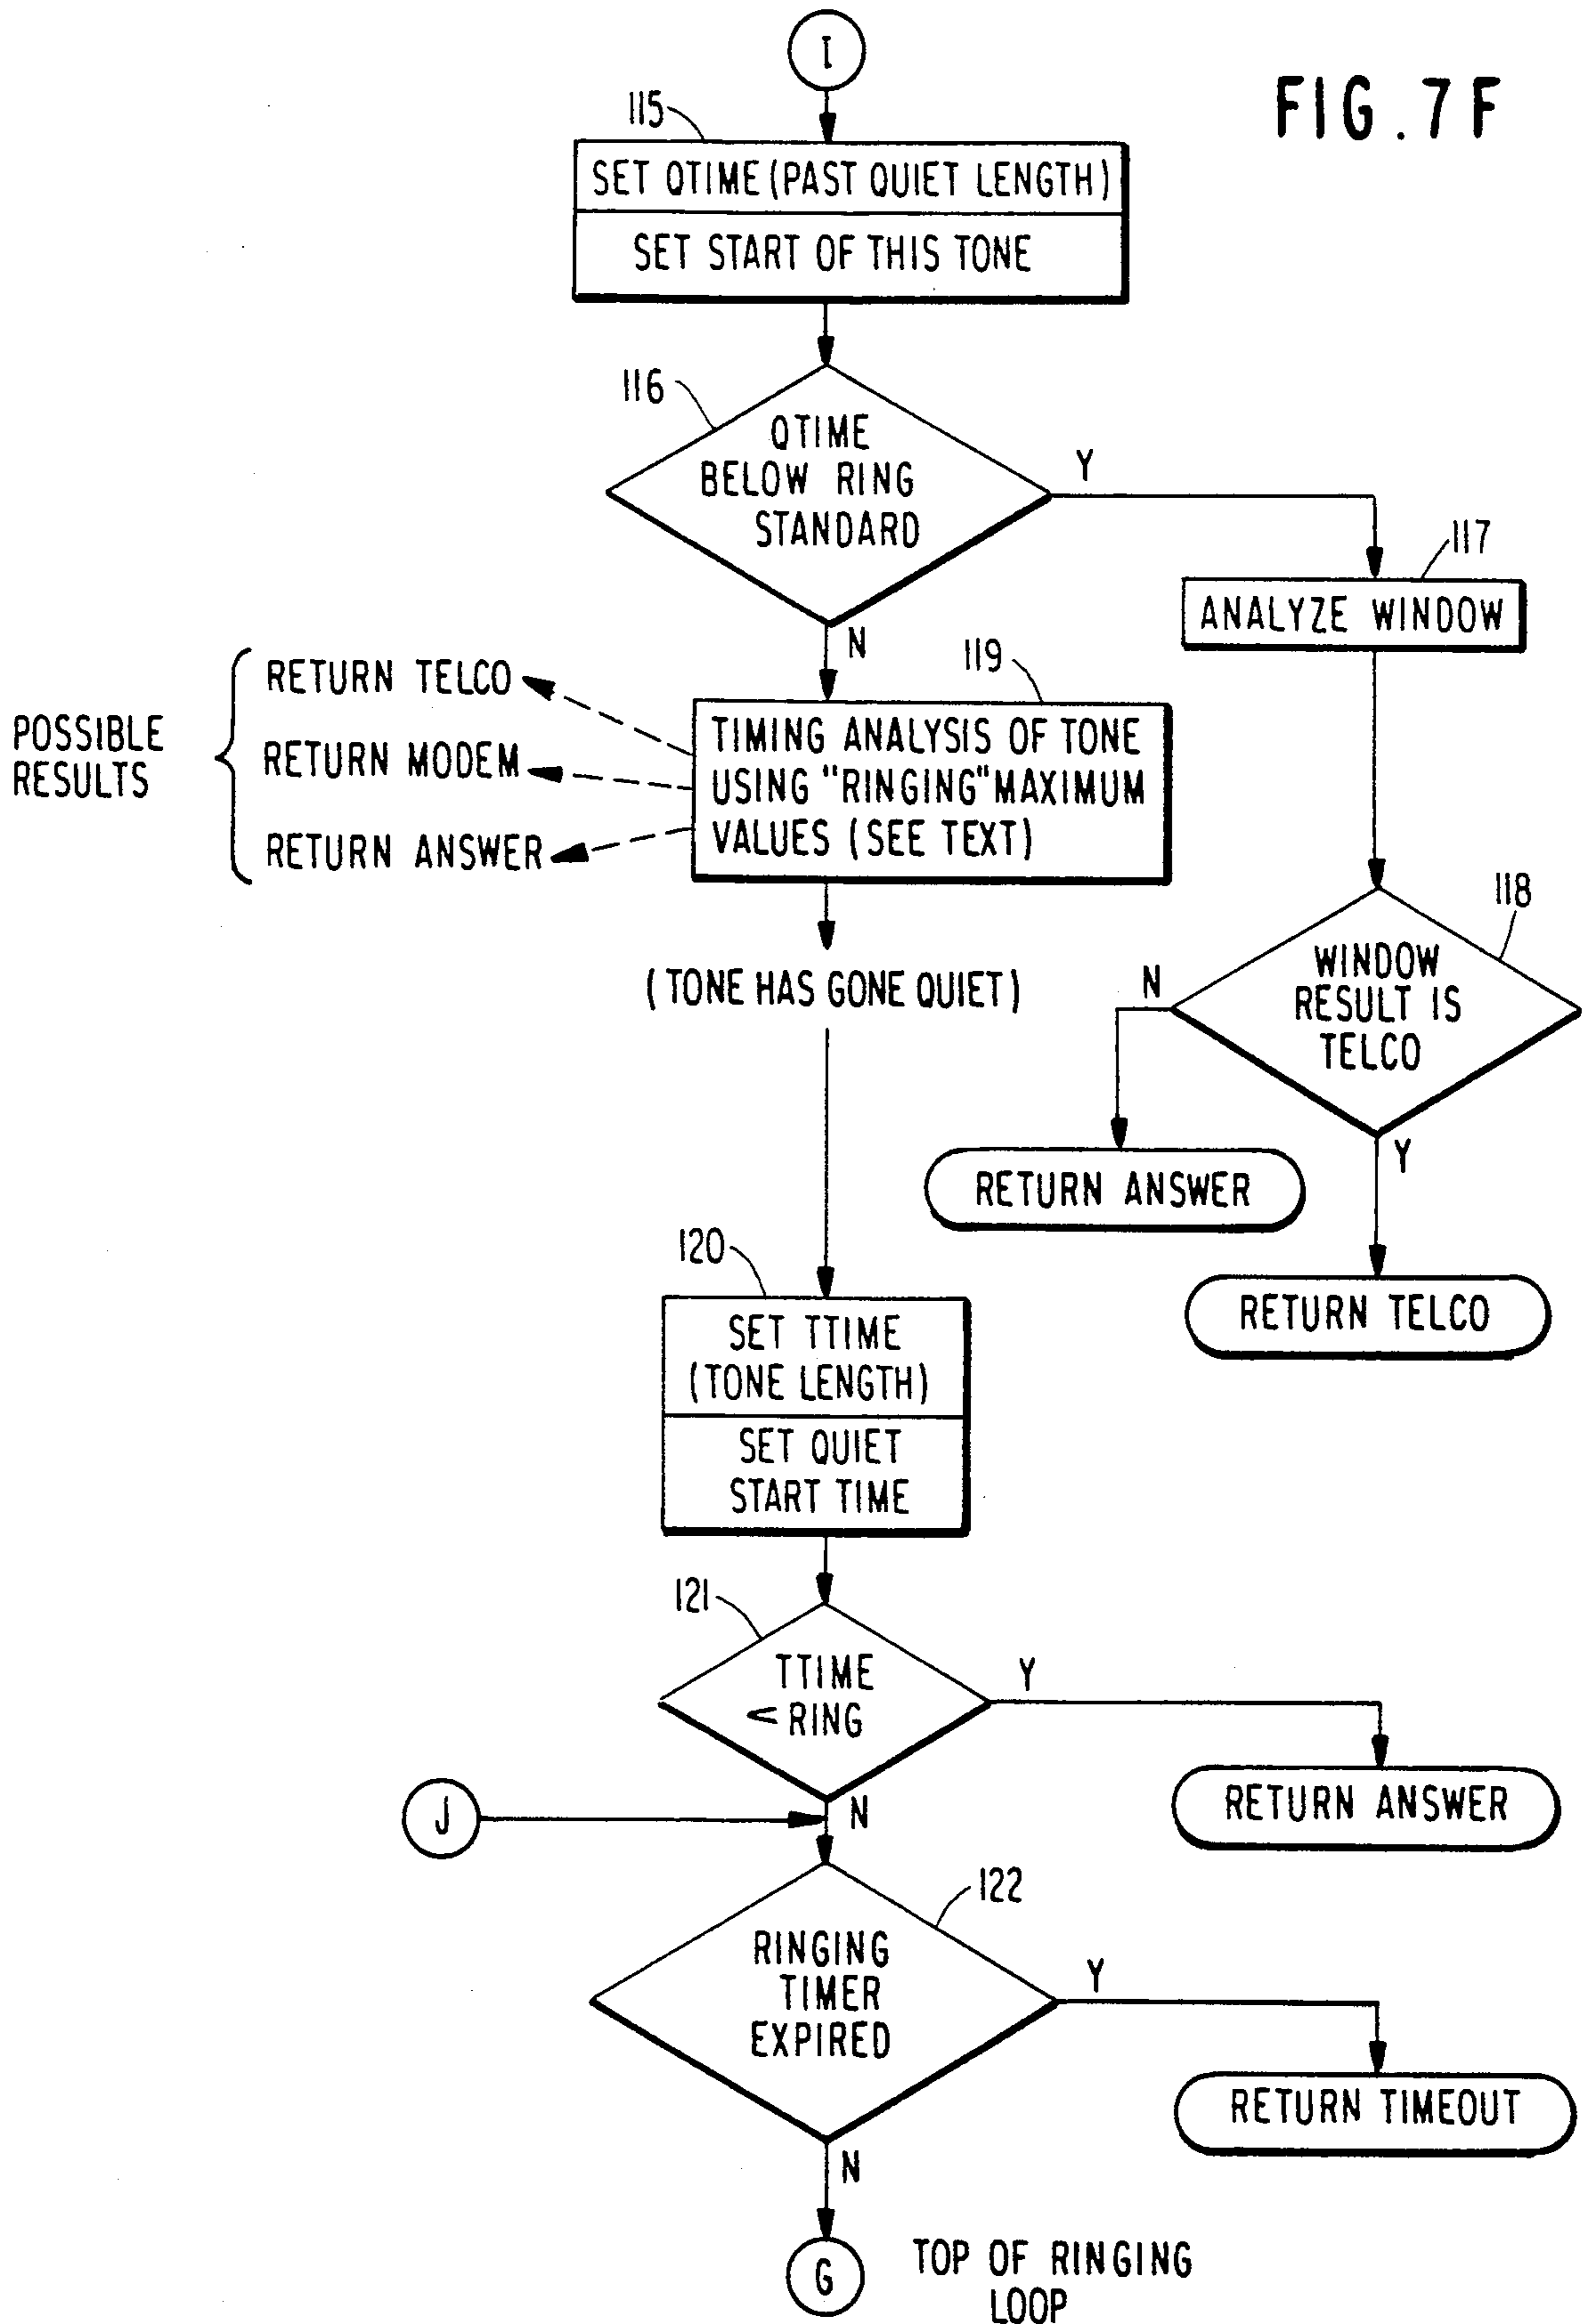 I
FIG. 7F
115
SET QTIME (PAST QUIET LENGTH)
SET START OF THIS TONE
116
QTIME
BELOW RING
STANDARD
Y
N
117
ANALYZE WINDOW
POSSIBLE
RESULTS
RETURN TELCO
RETURN MODEM
RETURN ANSWER
119
TIMING ANALYSIS OF TONE
USING "RINGING" MAXIMUM
VALUES (SEE TEXT)
(TONE HAS GONE QUIET)
118
WINDOW
RESULT IS
TELCO
N
Y
RETURN ANSWER
RETURN TELCO
120
SET TTIME
(TONE LENGTH)
SET QUIET
START TIME
121
TTIME
< RING
Y
N
RETURN ANSWER
J
122
RINGING
TIMER
EXPIRED
Y
N
RETURN TIMEOUT
G
TOP OF RINGING
LOOP